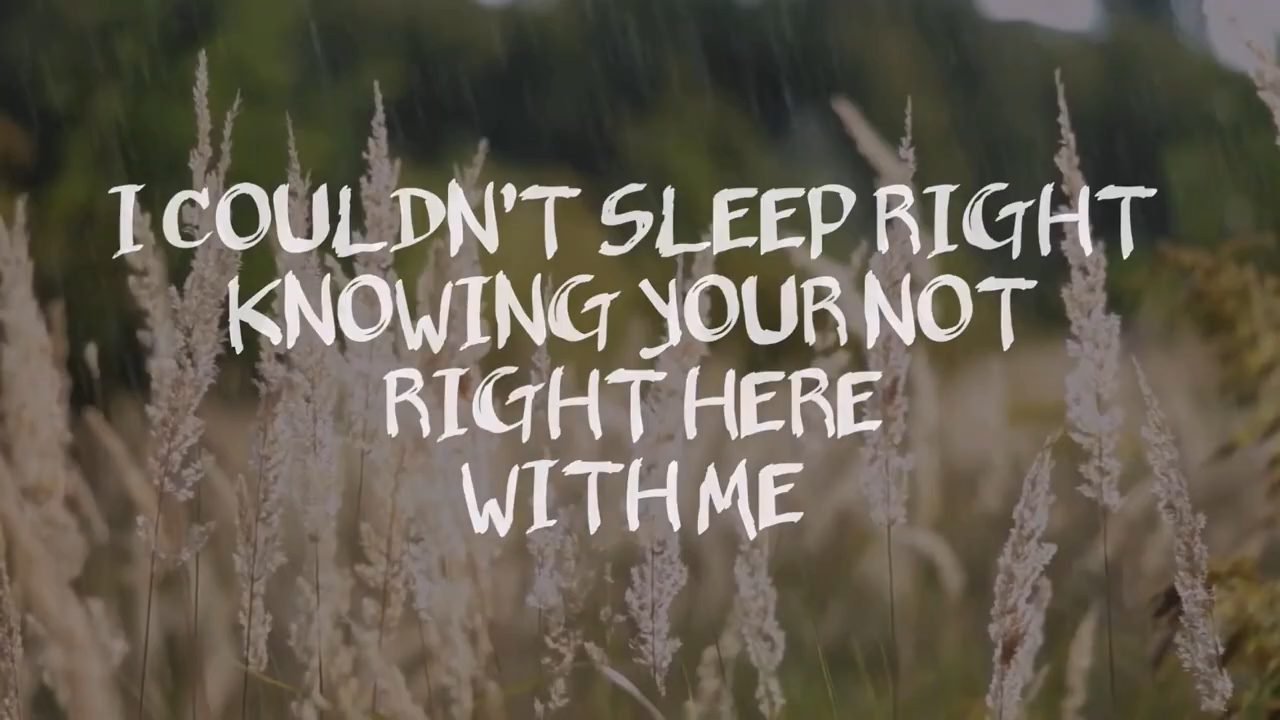 I COULDN'T SLEEP RIGHT
KNOWING YOUR NOT
RIGHT HERE
WITH ME